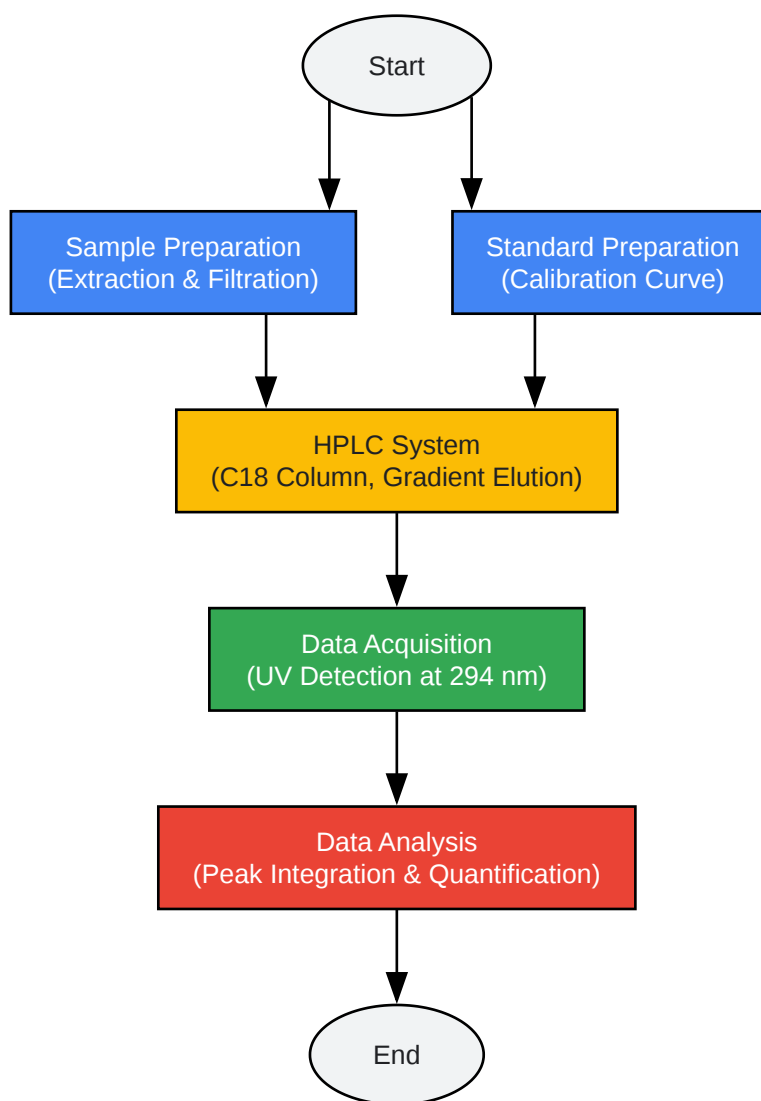 Start
Sample Preparation
(Extraction & Filtration)
Standard Preparation
(Calibration Curve)
HPLC System
(C18 Column, Gradient Elution)
Data Acquisition
(UV Detection at 294 nm)
Data Analysis
(Peak Integration & Quantification)
End